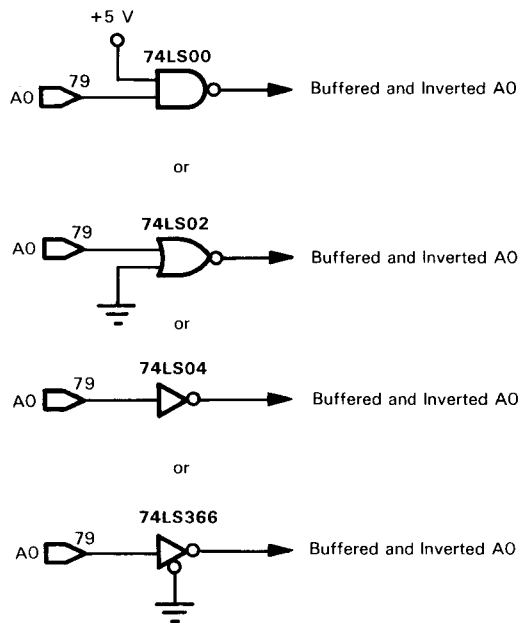 +5 V
74LS00
79
A0
Buffered and Inverted A0
or
74LS02
79
A0
Buffered and Inverted A0
or
74LS04
79
A0
Buffered and Inverted A0
or
74LS366
79
A0
Buffered and Inverted A0